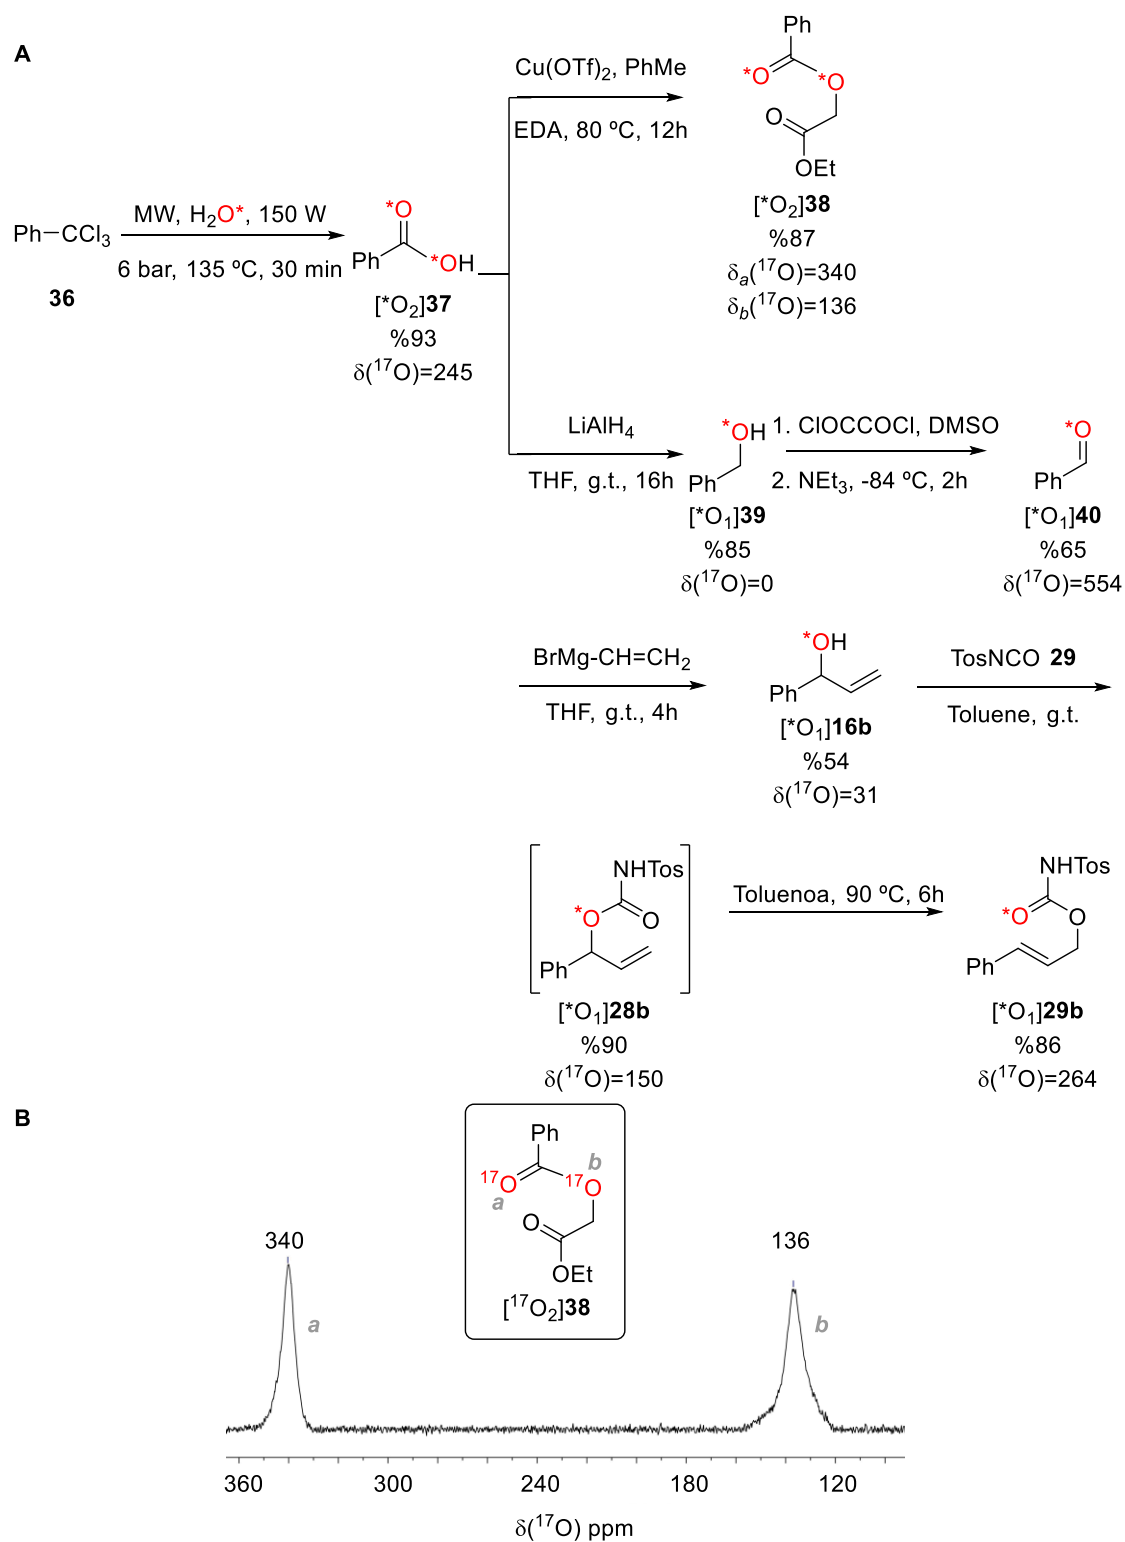 A
Ph
*O
*O
O
OEt
Cu(OTf)2, PhMe
EDA, 80 ºC, 12h
[*O2]38
%87
δa(17O)=340
δb(17O)=136
Ph–CCl3
36
MW, H2O*, 150 W
6 bar, 135 ºC, 30 min
*O
Ph
*OH
[*O2]37
%93
δ(17O)=245
LiAlH4
THF, g.t., 16h
*OH
Ph
[*O1]39
%85
δ(17O)=0
1. ClOCCOCl, DMSO
2. NEt3, -84 ºC, 2h
*O
Ph
[*O1]40
%65
δ(17O)=554
BrMg-CH=CH2
THF, g.t., 4h
*OH
Ph
[*O1]16b
%54
δ(17O)=31
TosNCO 29
Toluene, g.t.
NHTos
*O
O
Ph
[*O1]28b
%90
δ(17O)=150
Toluenoa, 90 ºC, 6h
NHTos
*O
O
Ph
[*O1]29b
%86
δ(17O)=264
B
Ph
b
17O
17O
a
O
OEt
[17O2]38
340
136
a
b
360
300
240
180
120
δ(17O) ppm